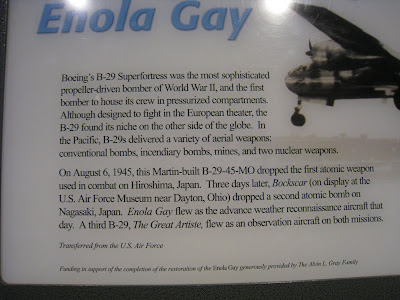 Enola Gay
Boeing's B-29 Superfortress was the most sophisticated
propeller-driven bomber of World War II, and the first
bomber to house its crew in pressurized compartments.
Although designed to fight in the European theater, the
B-29 found its niche on the other side of the globe. In
the Pacific, B-29s delivered a variety of aerial weapons:
conventional bombs, incendiary bombs, mines, and two nuclear weapons.
On August 6, 1945, this Martin-built B-29-45-MO dropped the first atomic weapon
used in combat on Hiroshima, Japan. Three days later, Bockscar (on display at the
U.S. Air Force Museum near Dayton, Ohio) dropped a second atomic bomb on
Nagasaki, Japan. Enola Gay flew as the advance weather reconnaissance aircraft that
day. A third B-29, The Great Artiste, flew as an observation aircraft on both missions.
Transferred from the U.S. Air Force
Funding in support of the completion of the restoration of the Enola Gay generously provided by The Alvin L. Gray Family